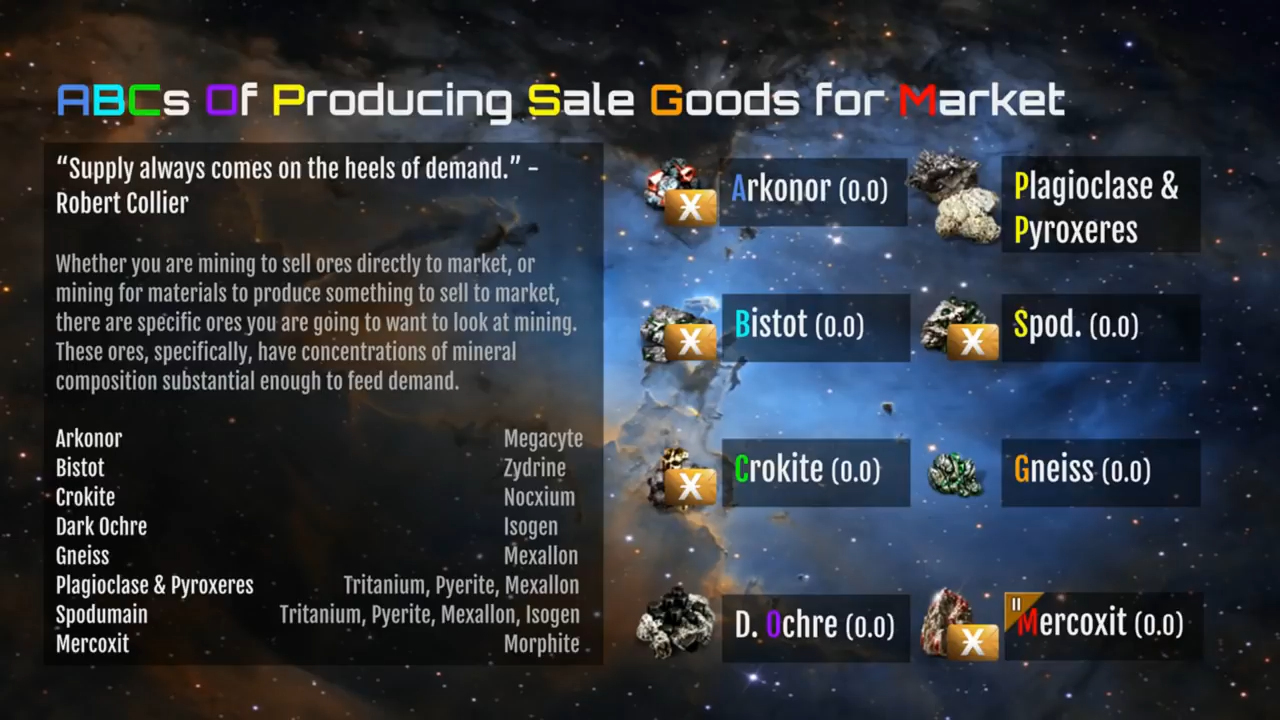 ABCs Of Producing Sale Goods for Market
“Supply always comes on the heels of demand.” –
Robert Collier
Whether you are mining to sell ores directly to market, or
mining for materials to produce something to sell to market,
there are specific ores you are going to want to look at mining.
These ores, specifically, have concentrations of mineral
composition substantial enough to feed demand.
Arkonor Megacyte
Bistot Zydrine
Crokite Nocxium
Dark Ochre Isogen
Gneiss Mexallon
Plagioclase & Pyroxeres Tritanium, Pyerite, Mexallon
Spodumain Tritanium, Pyerite, Mexallon, Isogen
Mercoxit Morphite
Arkonor (0.0)
Plagioclase &
Pyroxeres
Bistot (0.0)
Spod. (0.0)
Crokite (0.0)
Gneiss (0.0)
D. Ochre (0.0)
II
Mercoxit (0.0)